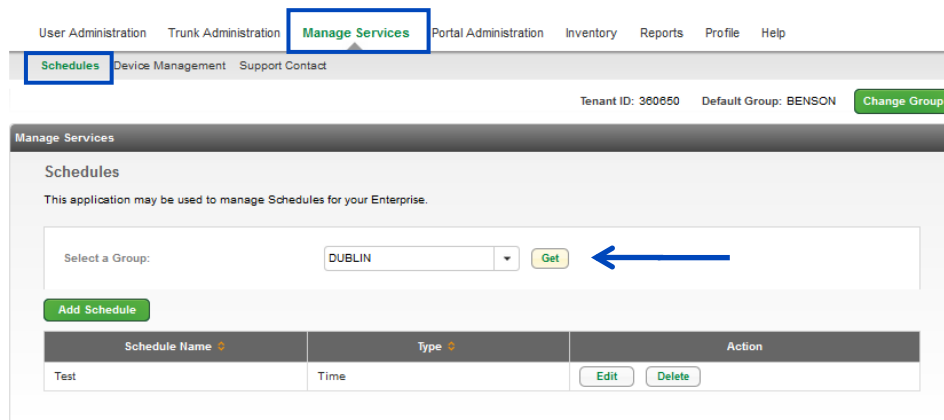 User Administration Trunk Administration Manage Services Portal Administration Inventory Reports Profile Help
Schedules Device Management Support Contact
Tenant ID: 360650 Default Group: BENSON Change Group
Manage Services
Schedules
This application may be used to manage Schedules for your Enterprise.
Select a Group: DUBLIN Get
Add Schedule
Schedule Name Type Action
Test Time Edit Delete